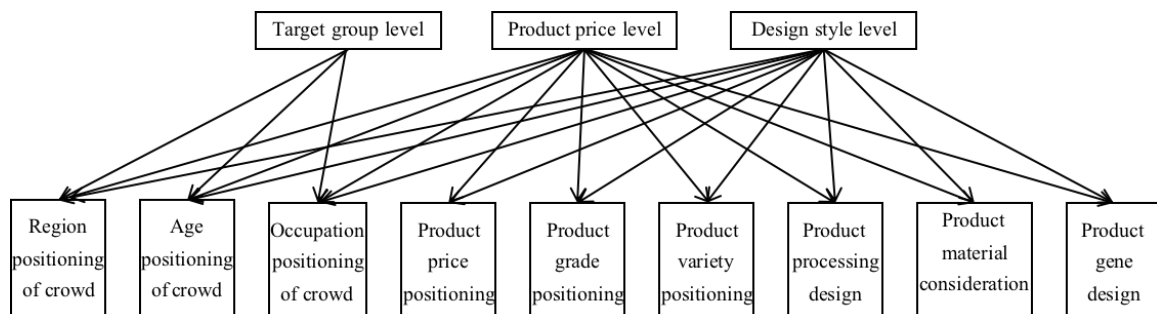 Target group level
Product price level
Design style level
Region
positioning
of crowd
Age
positioning
of crowd
Occupation
positioning
of crowd
Product
price
positioning
Product
grade
positioning
Product
variety
positioning
Product
processing
design
Product
material
consideration
Product
gene
design